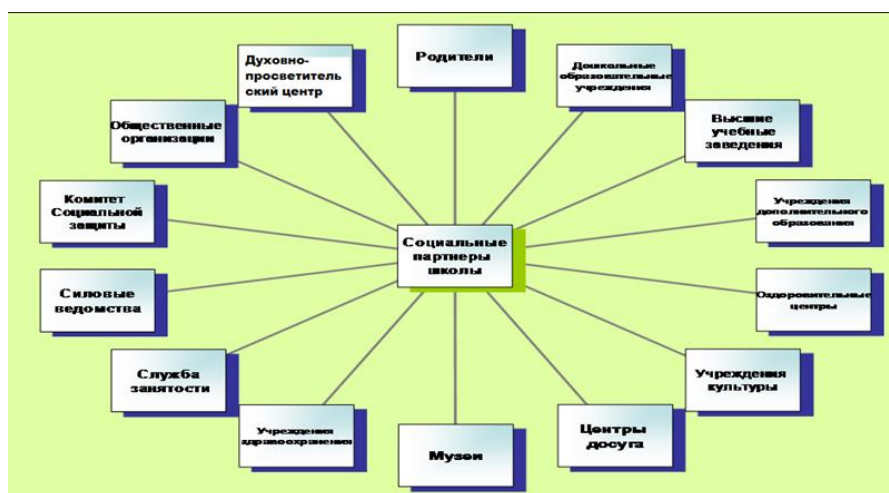 Родители
Духовно-
просветитель
ский центр
Дошкольные
образовательные
учреждения
Общественные
организации
Высшие
учебные
заведения
Комитет
Социальной
защиты
Учреждения
дополнительного
образования
Социальные
партнеры
школы
Силовые
ведомства
Оздоровительные
центры
Служба
занятости
Учреждения
культуры
Учреждения
здравоохранения
Музеи
Центры
досуга